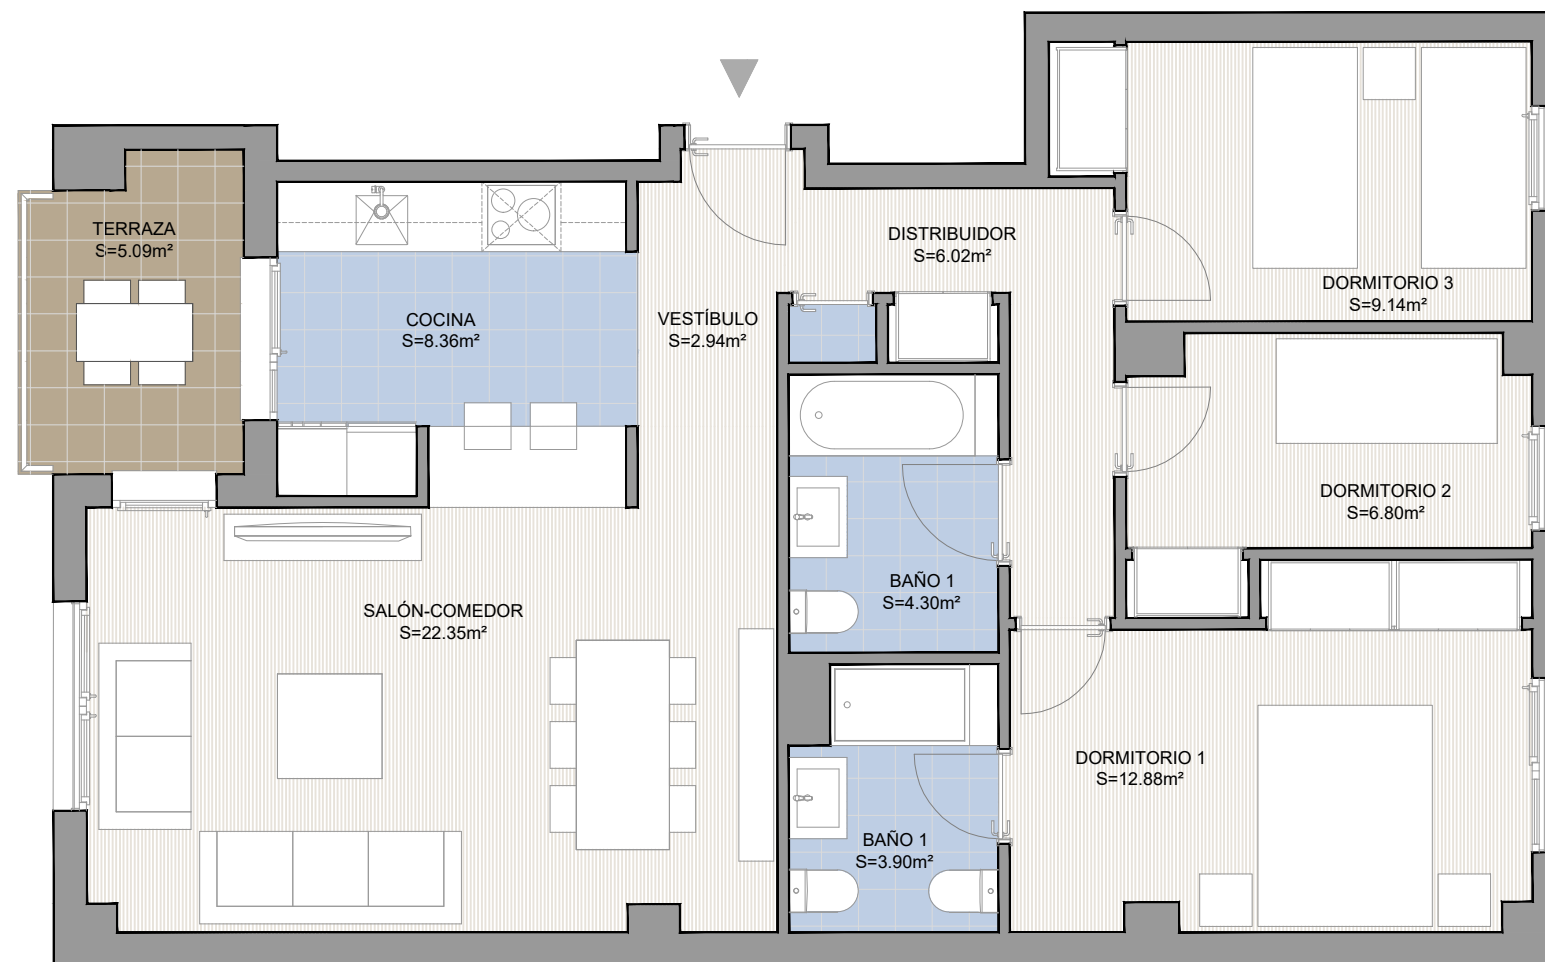 TERRAZA
S=5.09m²
COCINA
S=8.36m²
VESTÍBULO
S=2.94m²
DISTRIBUIDOR
S=6.02m²
DORMITORIO 3
S=9.14m²
DORMITORIO 2
S=6.80m²
SALÓN-COMEDOR
S=22.35m²
BAÑO 1
S=4.30m²
DORMITORIO 1
S=12.88m²
BAÑO 1
S=3.90m²